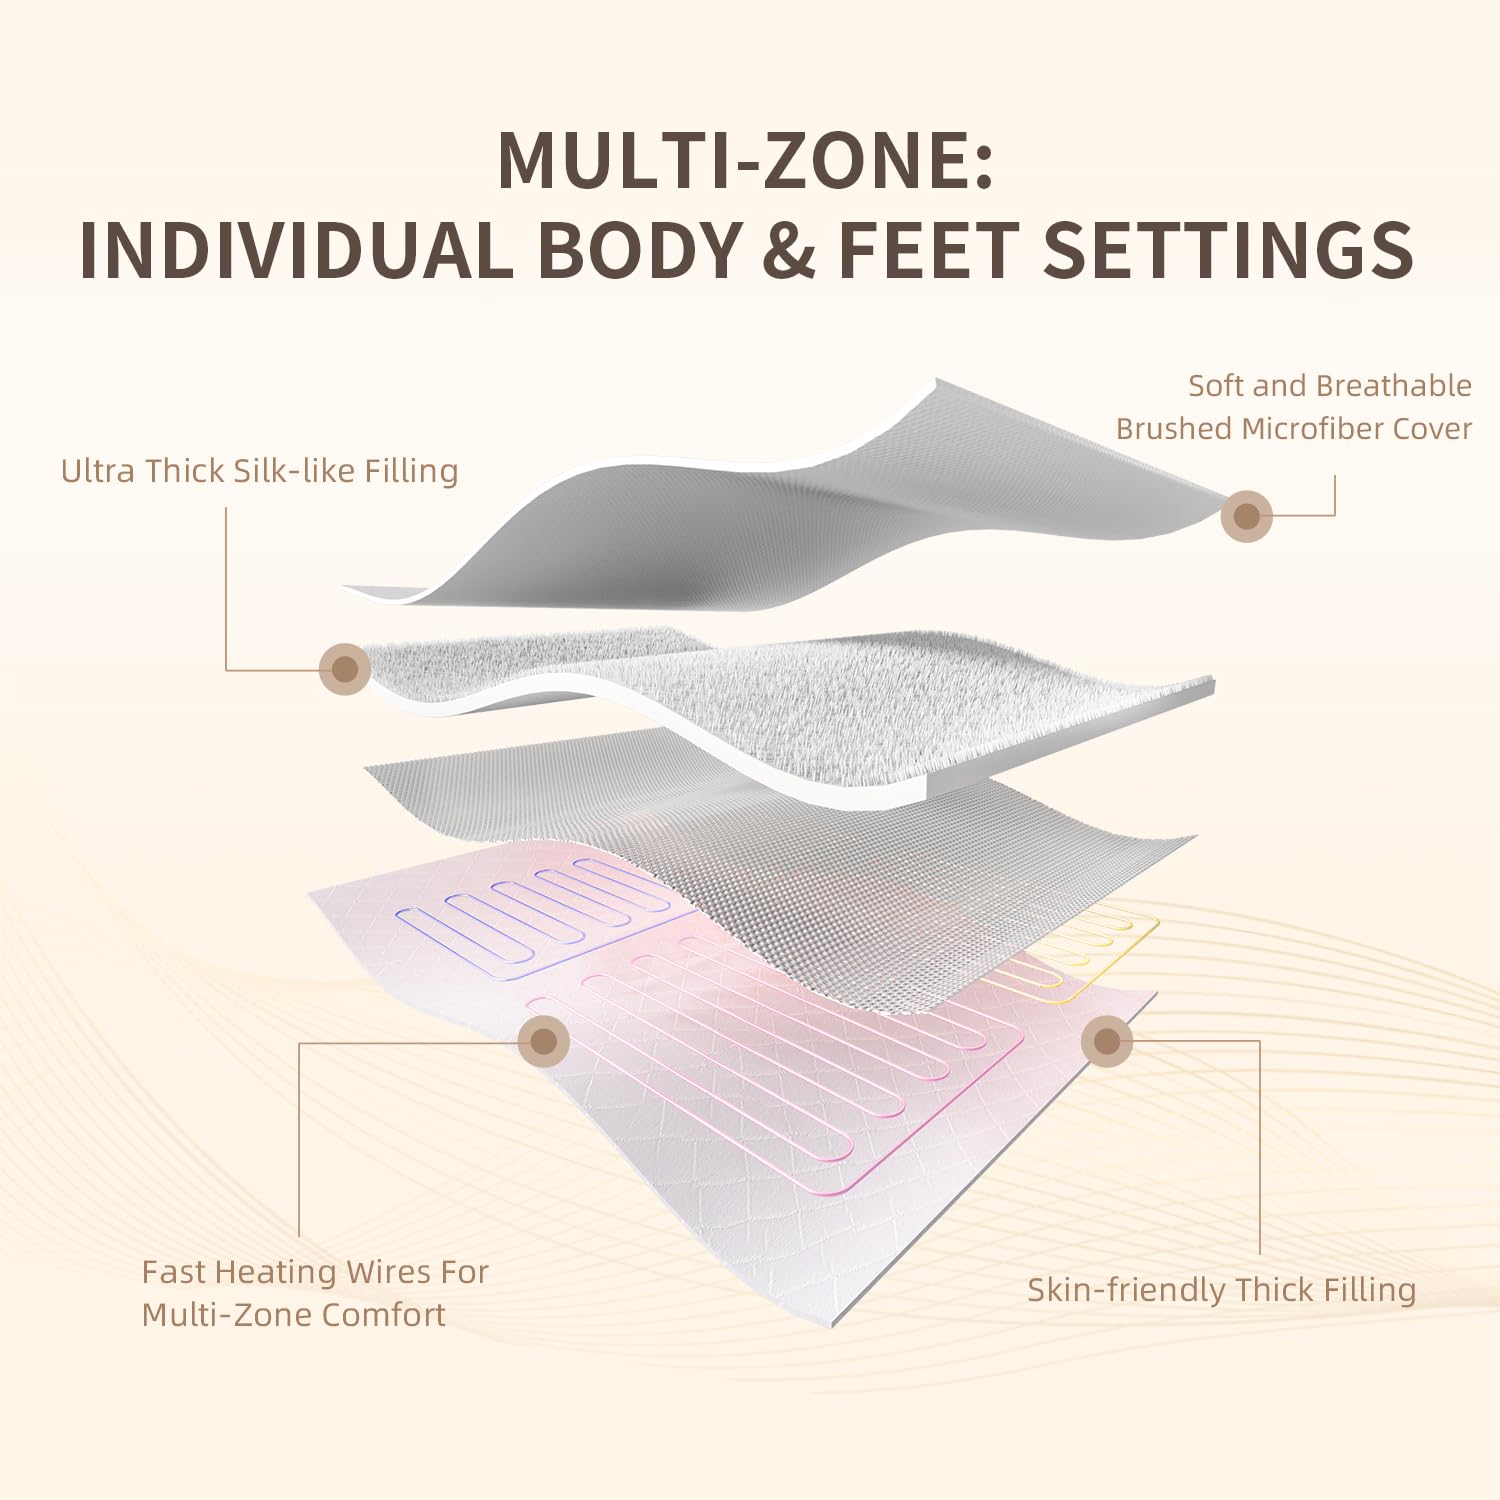 MULTI-ZONE:
INDIVIDUAL BODY & FEET SETTINGS
Soft and Breathable
Brushed Microfiber Cover
Ultra Thick Silk-like Filling
Fast Heating Wires For
Multi-Zone Comfort
Skin-friendly Thick Filling